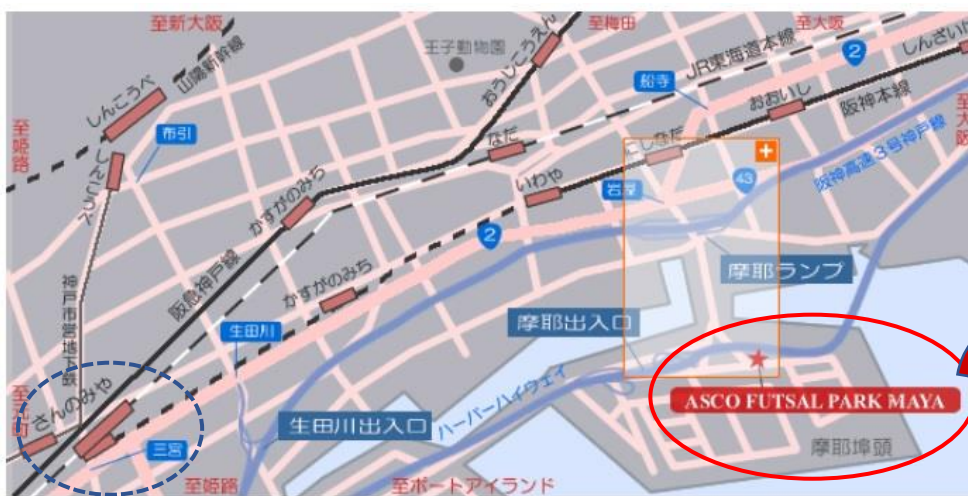 至新大阪
至梅田
至大阪
王子動物園
おうじこうえん
JR東海道本線
2
しんざいけ
しんこうべ
山陽新幹線
船寺
おおいし
阪神本線
至姫路
布引
なだ
にしなだ
至大阪
しんこうべ
かすがのみち
いわや
岩屋
43
阪神高速3号神戸線
2
阪急神戸線
かすがのみち
摩耶ランプ
神戸市営地下鉄
生田川
摩耶出入口
さんのみや
ハーバーハイウェイ
ASCO FUTSAL PARK MAYA
生田川出入口
三宮
摩耶埠頭
至姫路
至ポートアイランド